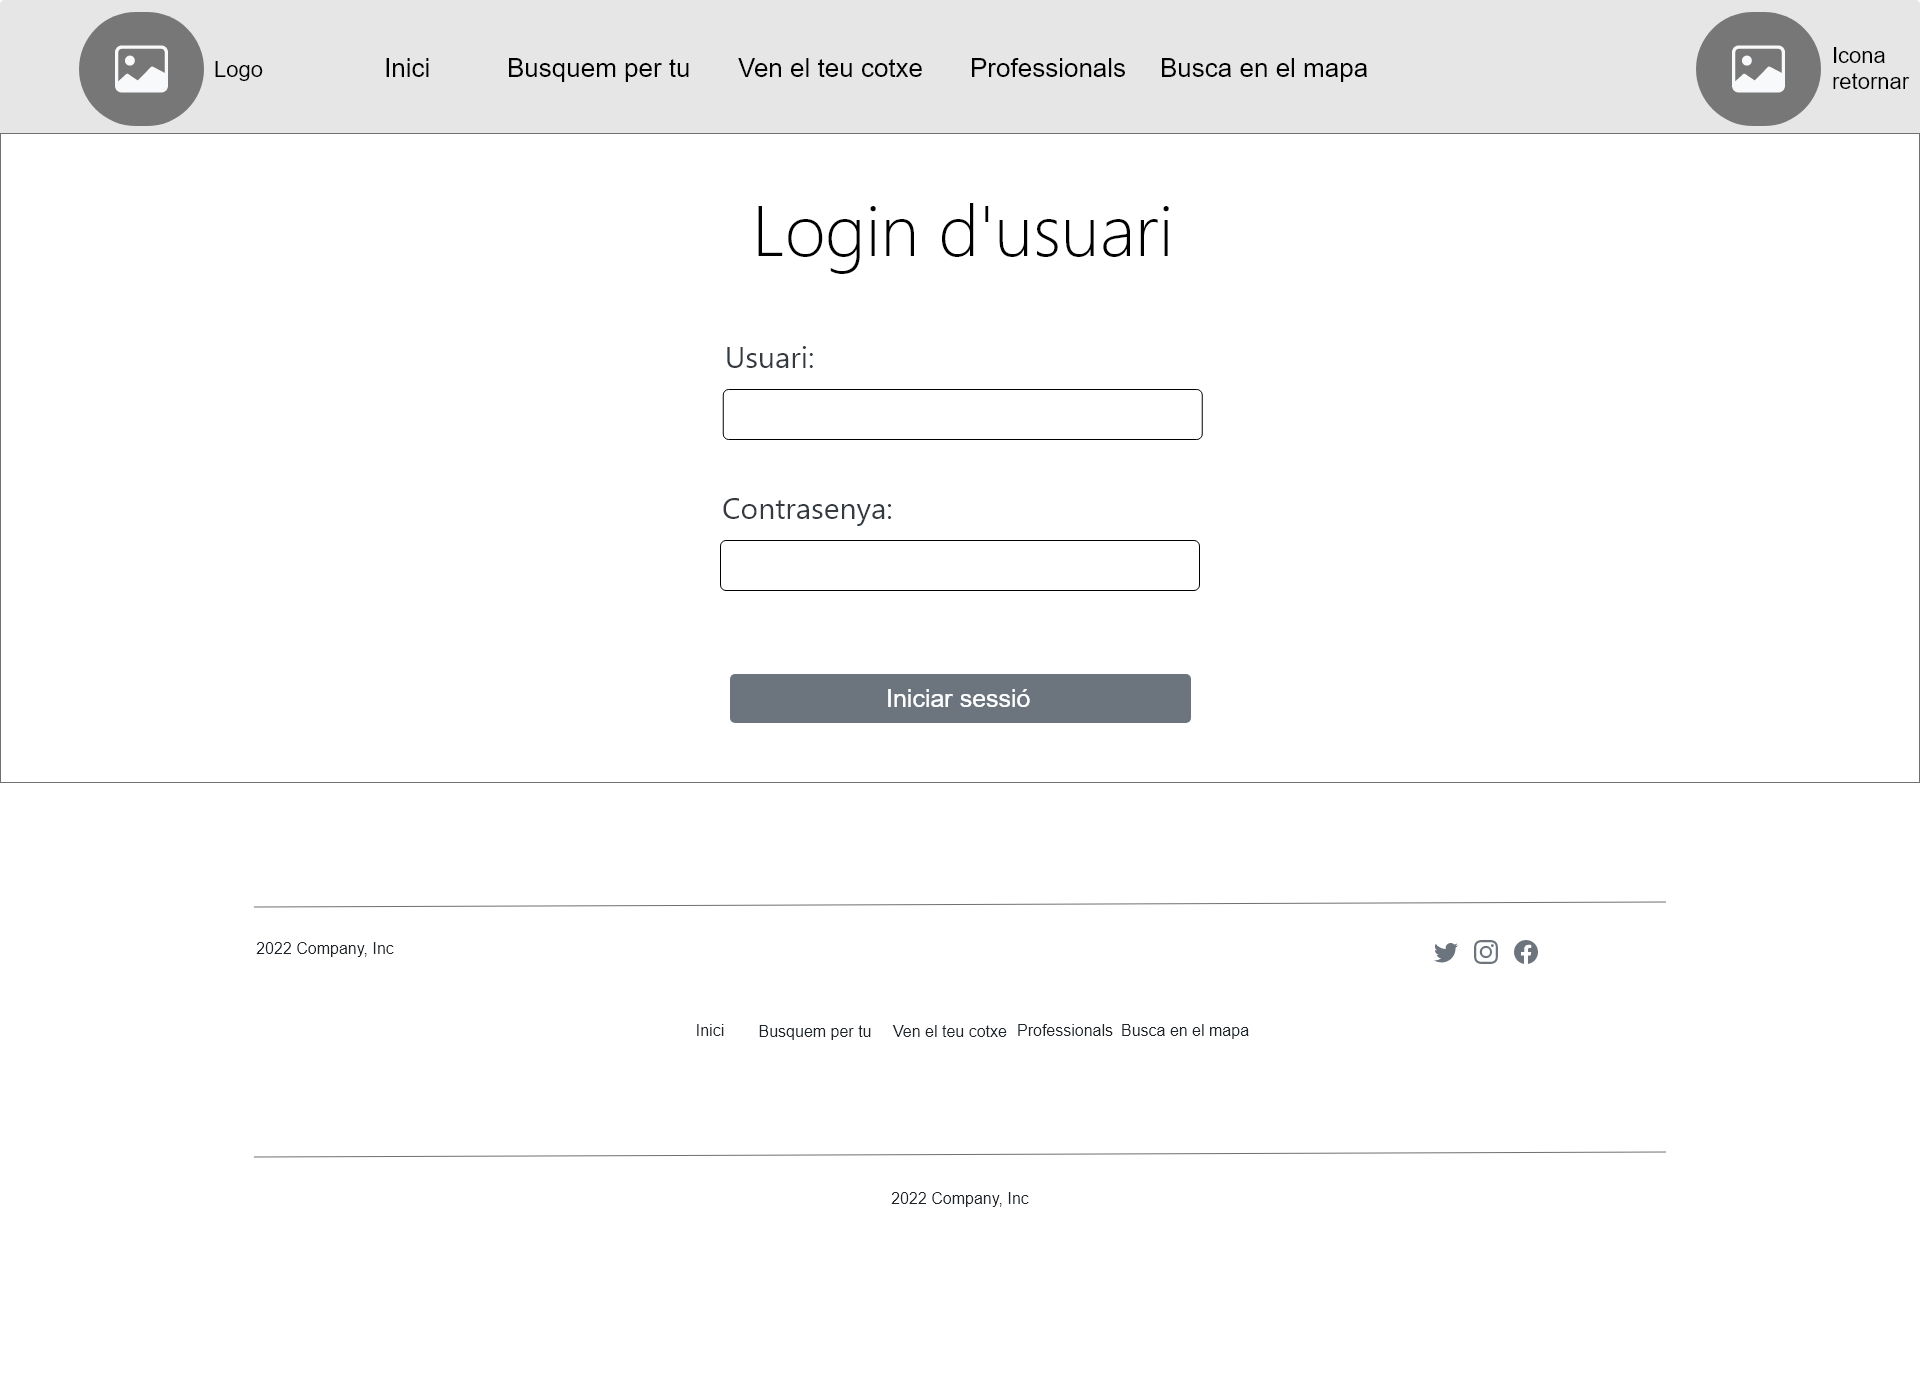 Logo
Inici
Busquem per tu
Ven el teu cotxe
Professionals
Busca en el mapa
Icona
retornar
Login d'usuari
Usuari:
Contrasenya:
Iniciar sessió
2022 Company, Inc
Inici
Busquem per tu
Ven el teu cotxe
Professionals
Busca en el mapa
2022 Company, Inc